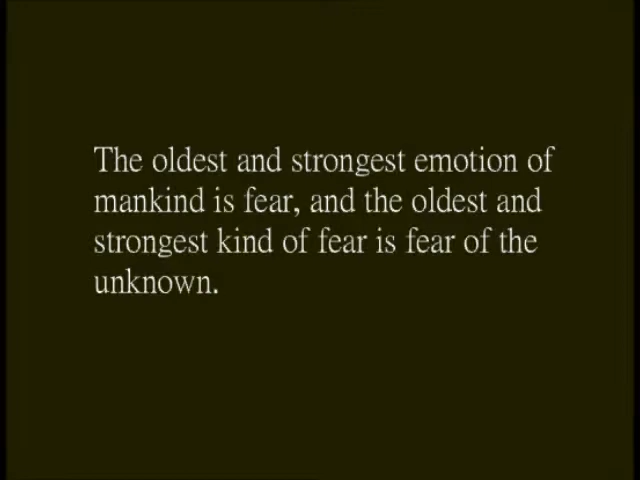 The oldest and strongest emotion of
mankind is fear, and the oldest and
strongest kind of fear is fear of the
unknown.